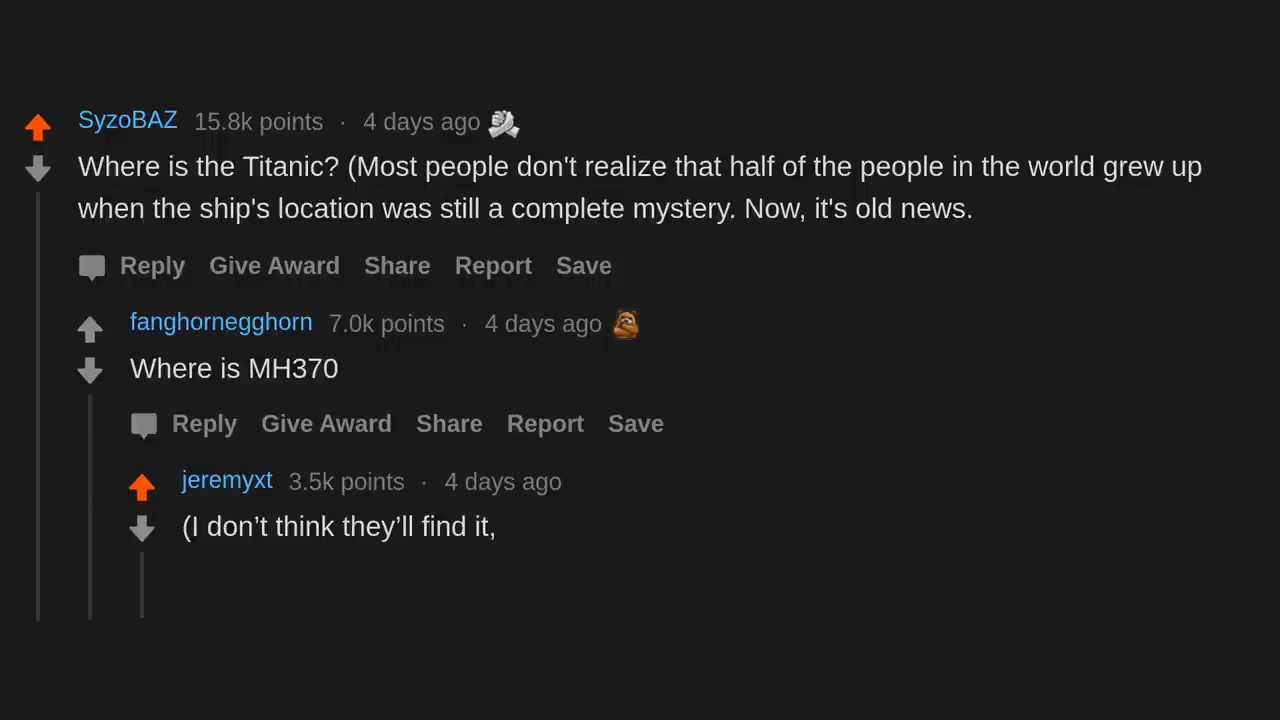 SyzoBAZ 15.8k points · 4 days ago
Where is the Titanic? (Most people don't realize that half of the people in the world grew up
when the ship's location was still a complete mystery. Now, it's old news.
Reply Give Award Share Report Save
fanghornegghorn 7.0k points · 4 days ago
Where is MH370
Reply Give Award Share Report Save
jeremyxt 3.5k points · 4 days ago
(I don’t think they’ll find it,